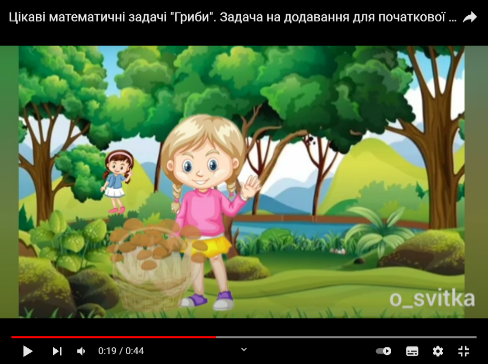 Цікаві математичні задачі "Гриби". Задача на додавання для початкової ...
o_svitka
0:19 / 0:44